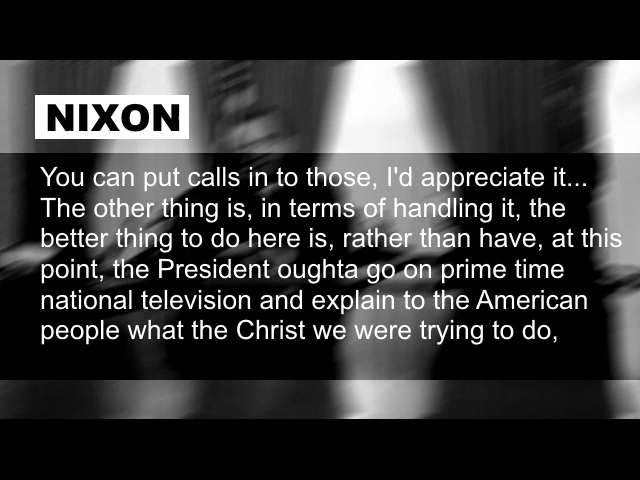 NIXON
You can put calls in to those, I'd appreciate it...
The other thing is, in terms of handling it, the
better thing to do here is, rather than have, at this
point, the President oughta go on prime time
national television and explain to the American
people what the Christ we were trying to do,